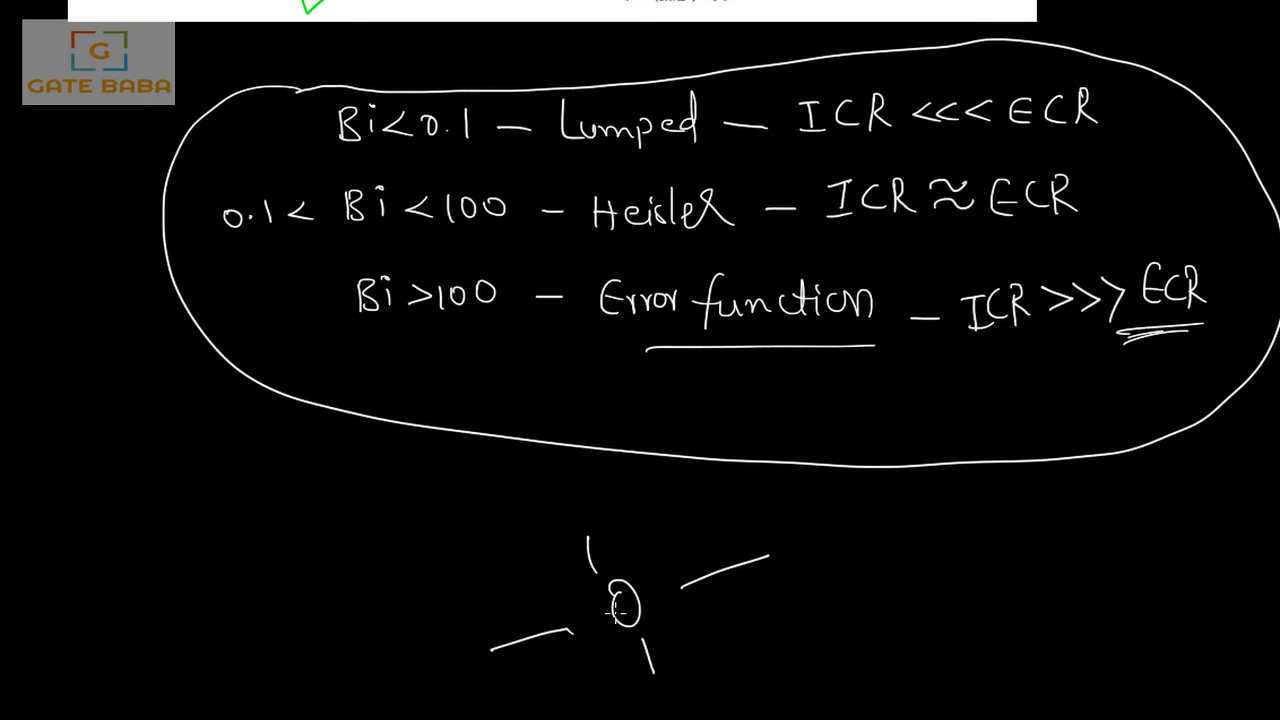 G
GATE BABA
Bi < 0.1 — Lumped — ICR <<< ECR
0.1 < Bi < 100 — Heisler — ICR ≈ ECR
Bi > 100 — Error function — ICR >>> ECR